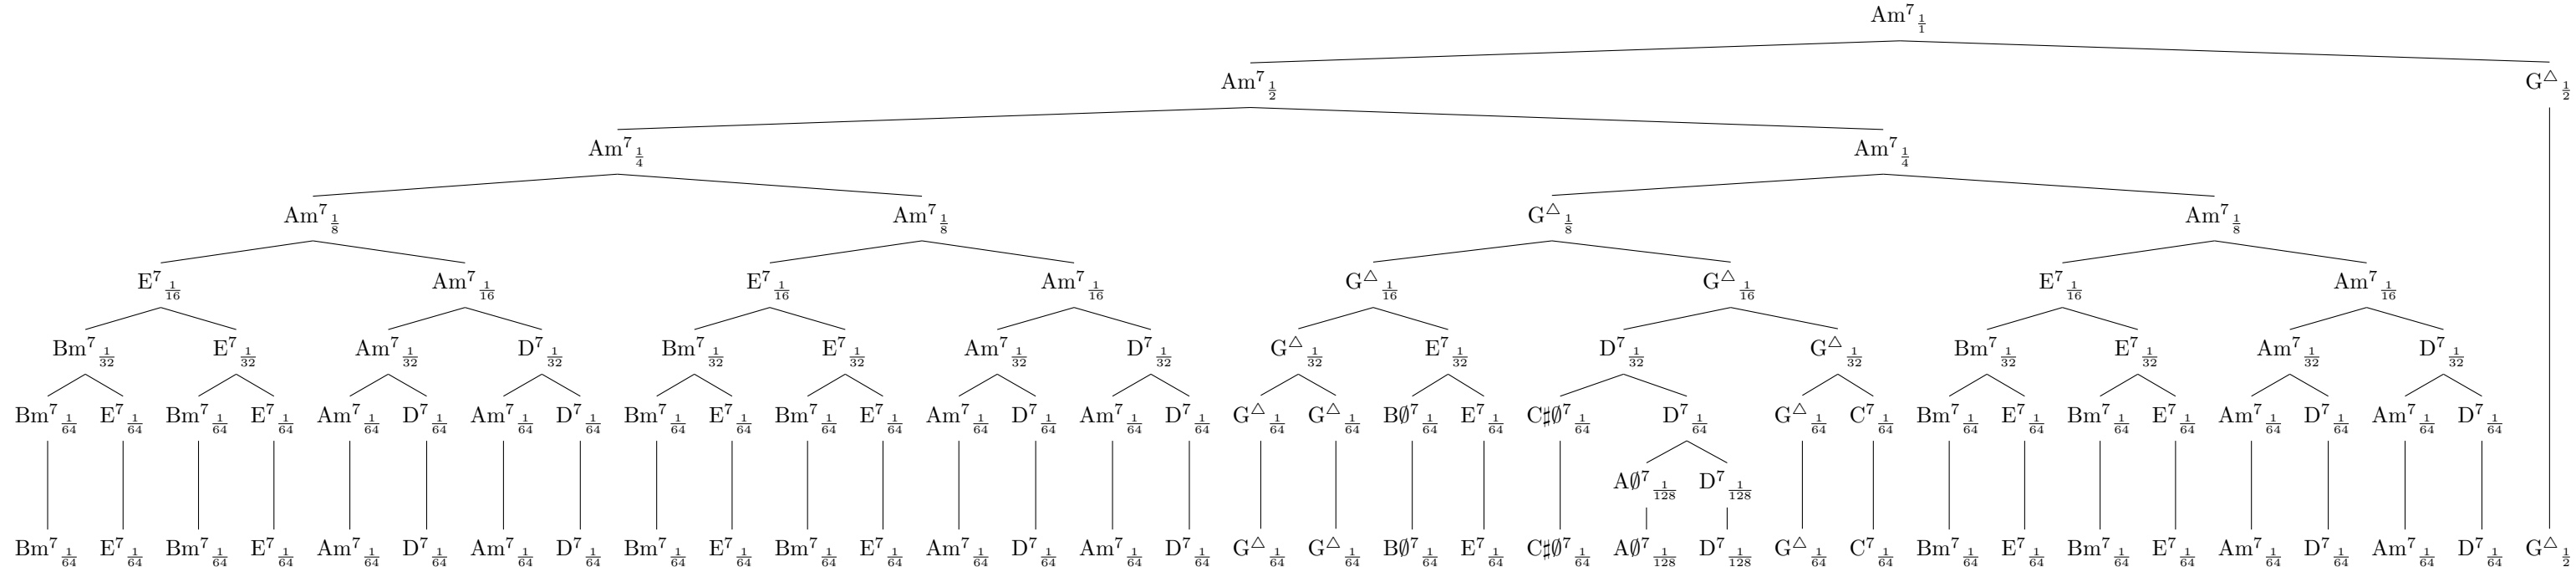 Am⁷ 1/1
Am⁷ 1/2 G△ 1/2
Am⁷ 1/4 Am⁷ 1/4
Am⁷ 1/8 Am⁷ 1/8 G△ 1/8 Am⁷ 1/8
E⁷ 1/16 Am⁷ 1/16 E⁷ 1/16 Am⁷ 1/16 G△ 1/16 G△ 1/16 E⁷ 1/16 Am⁷ 1/16
Bm⁷ 1/32 E⁷ 1/32 Am⁷ 1/32 D⁷ 1/32 Bm⁷ 1/32 E⁷ 1/32 Am⁷ 1/32 D⁷ 1/32 G△ 1/32 E⁷ 1/32 D⁷ 1/32 G△ 1/32 Bm⁷ 1/32 E⁷ 1/32 Am⁷ 1/32 D⁷ 1/32
Bm⁷ 1/64 E⁷ 1/64 Bm⁷ 1/64 E⁷ 1/64 Am⁷ 1/64 D⁷ 1/64 Am⁷ 1/64 D⁷ 1/64 Bm⁷ 1/64 E⁷ 1/64 Bm⁷ 1/64 E⁷ 1/64 Am⁷ 1/64 D⁷ 1/64 Am⁷ 1/64 D⁷ 1/64 G△ 1/64 G△ 1/64 B∅⁷ 1/64 E⁷ 1/64 C♯∅⁷ 1/64 D⁷ 1/64 G△ 1/64 C⁷ 1/64 Bm⁷ 1/64 E⁷ 1/64 Bm⁷ 1/64 E⁷ 1/64 Am⁷ 1/64 D⁷ 1/64 Am⁷ 1/64 D⁷ 1/64
A∅⁷ 1/128 D⁷ 1/128
Bm⁷ 1/64 E⁷ 1/64 Bm⁷ 1/64 E⁷ 1/64 Am⁷ 1/64 D⁷ 1/64 Am⁷ 1/64 D⁷ 1/64 Bm⁷ 1/64 E⁷ 1/64 Bm⁷ 1/64 E⁷ 1/64 Am⁷ 1/64 D⁷ 1/64 Am⁷ 1/64 D⁷ 1/64 G△ 1/64 G△ 1/64 B∅⁷ 1/64 E⁷ 1/64 C♯∅⁷ 1/64 A∅⁷ 1/128 D⁷ 1/128 G△ 1/64 C⁷ 1/64 Bm⁷ 1/64 E⁷ 1/64 Bm⁷ 1/64 E⁷ 1/64 Am⁷ 1/64 D⁷ 1/64 Am⁷ 1/64 D⁷ 1/64 G△ 1/2